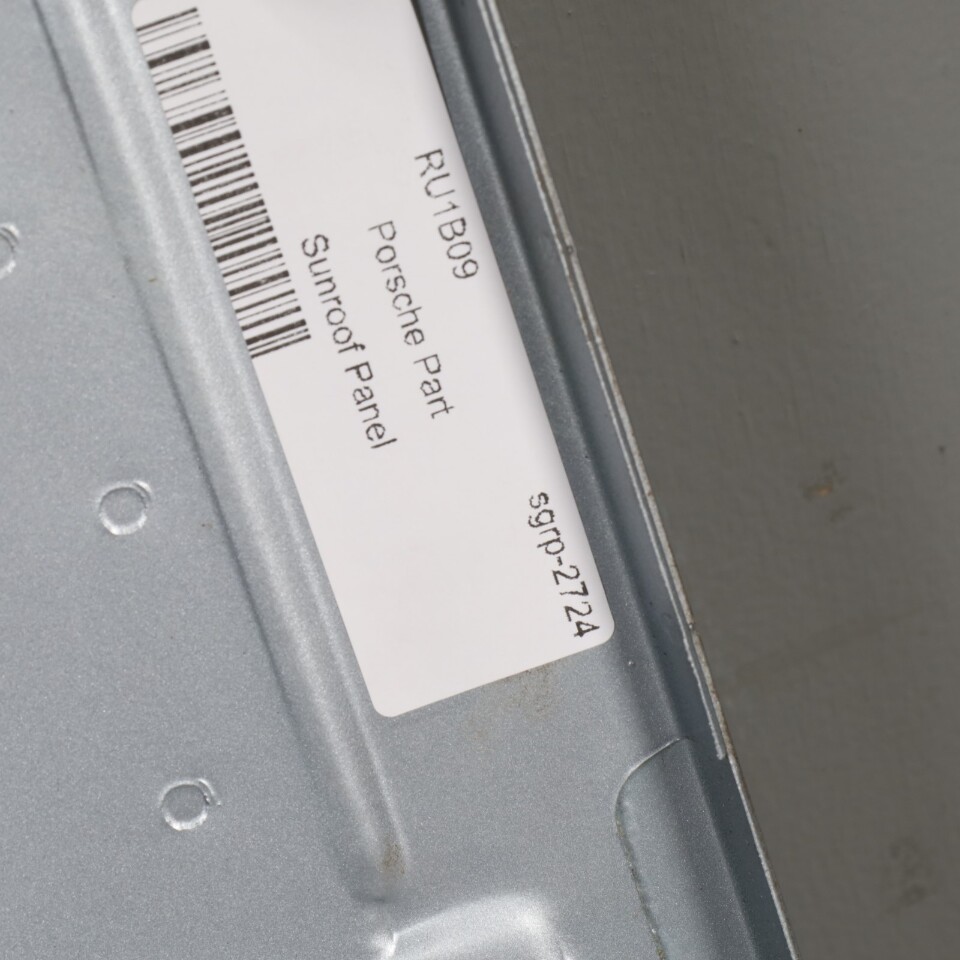 RU1B09
Porsche Part
Sunroof Panel
sgrp-2724